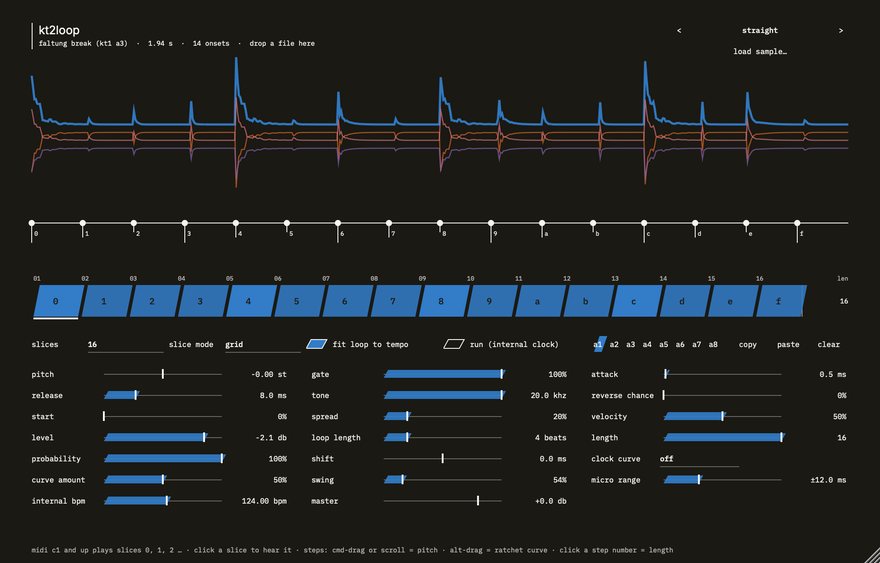 kt2loop
faltung break (kt1 a3) · 1.94 s · 14 onsets · drop a file here
< straight >
load sample…
0 1 2 3 4 5 6 7 8 9 a b c d e f
01 02 03 04 05 06 07 08 09 10 11 12 13 14 15 16 len
0 1 2 3 4 5 6 7 8 9 a b c d e f 16
slices 16 slice mode grid fit loop to tempo run (internal clock) a1 a2 a3 a4 a5 a6 a7 a8 copy paste clear
pitch -0.00 st gate 100% attack 0.5 ms
release 8.0 ms tone 20.0 khz reverse chance 0%
start 0% spread 20% velocity 50%
level -2.1 db loop length 4 beats length 16
probability 100% shift 0.0 ms clock curve off
curve amount 50% swing 54% micro range ±12.0 ms
internal bpm 124.00 bpm master +0.0 db
midi c1 and up plays slices 0, 1, 2 … · click a slice to hear it · steps: cmd-drag or scroll = pitch · alt-drag = ratchet curve · click a step number = length